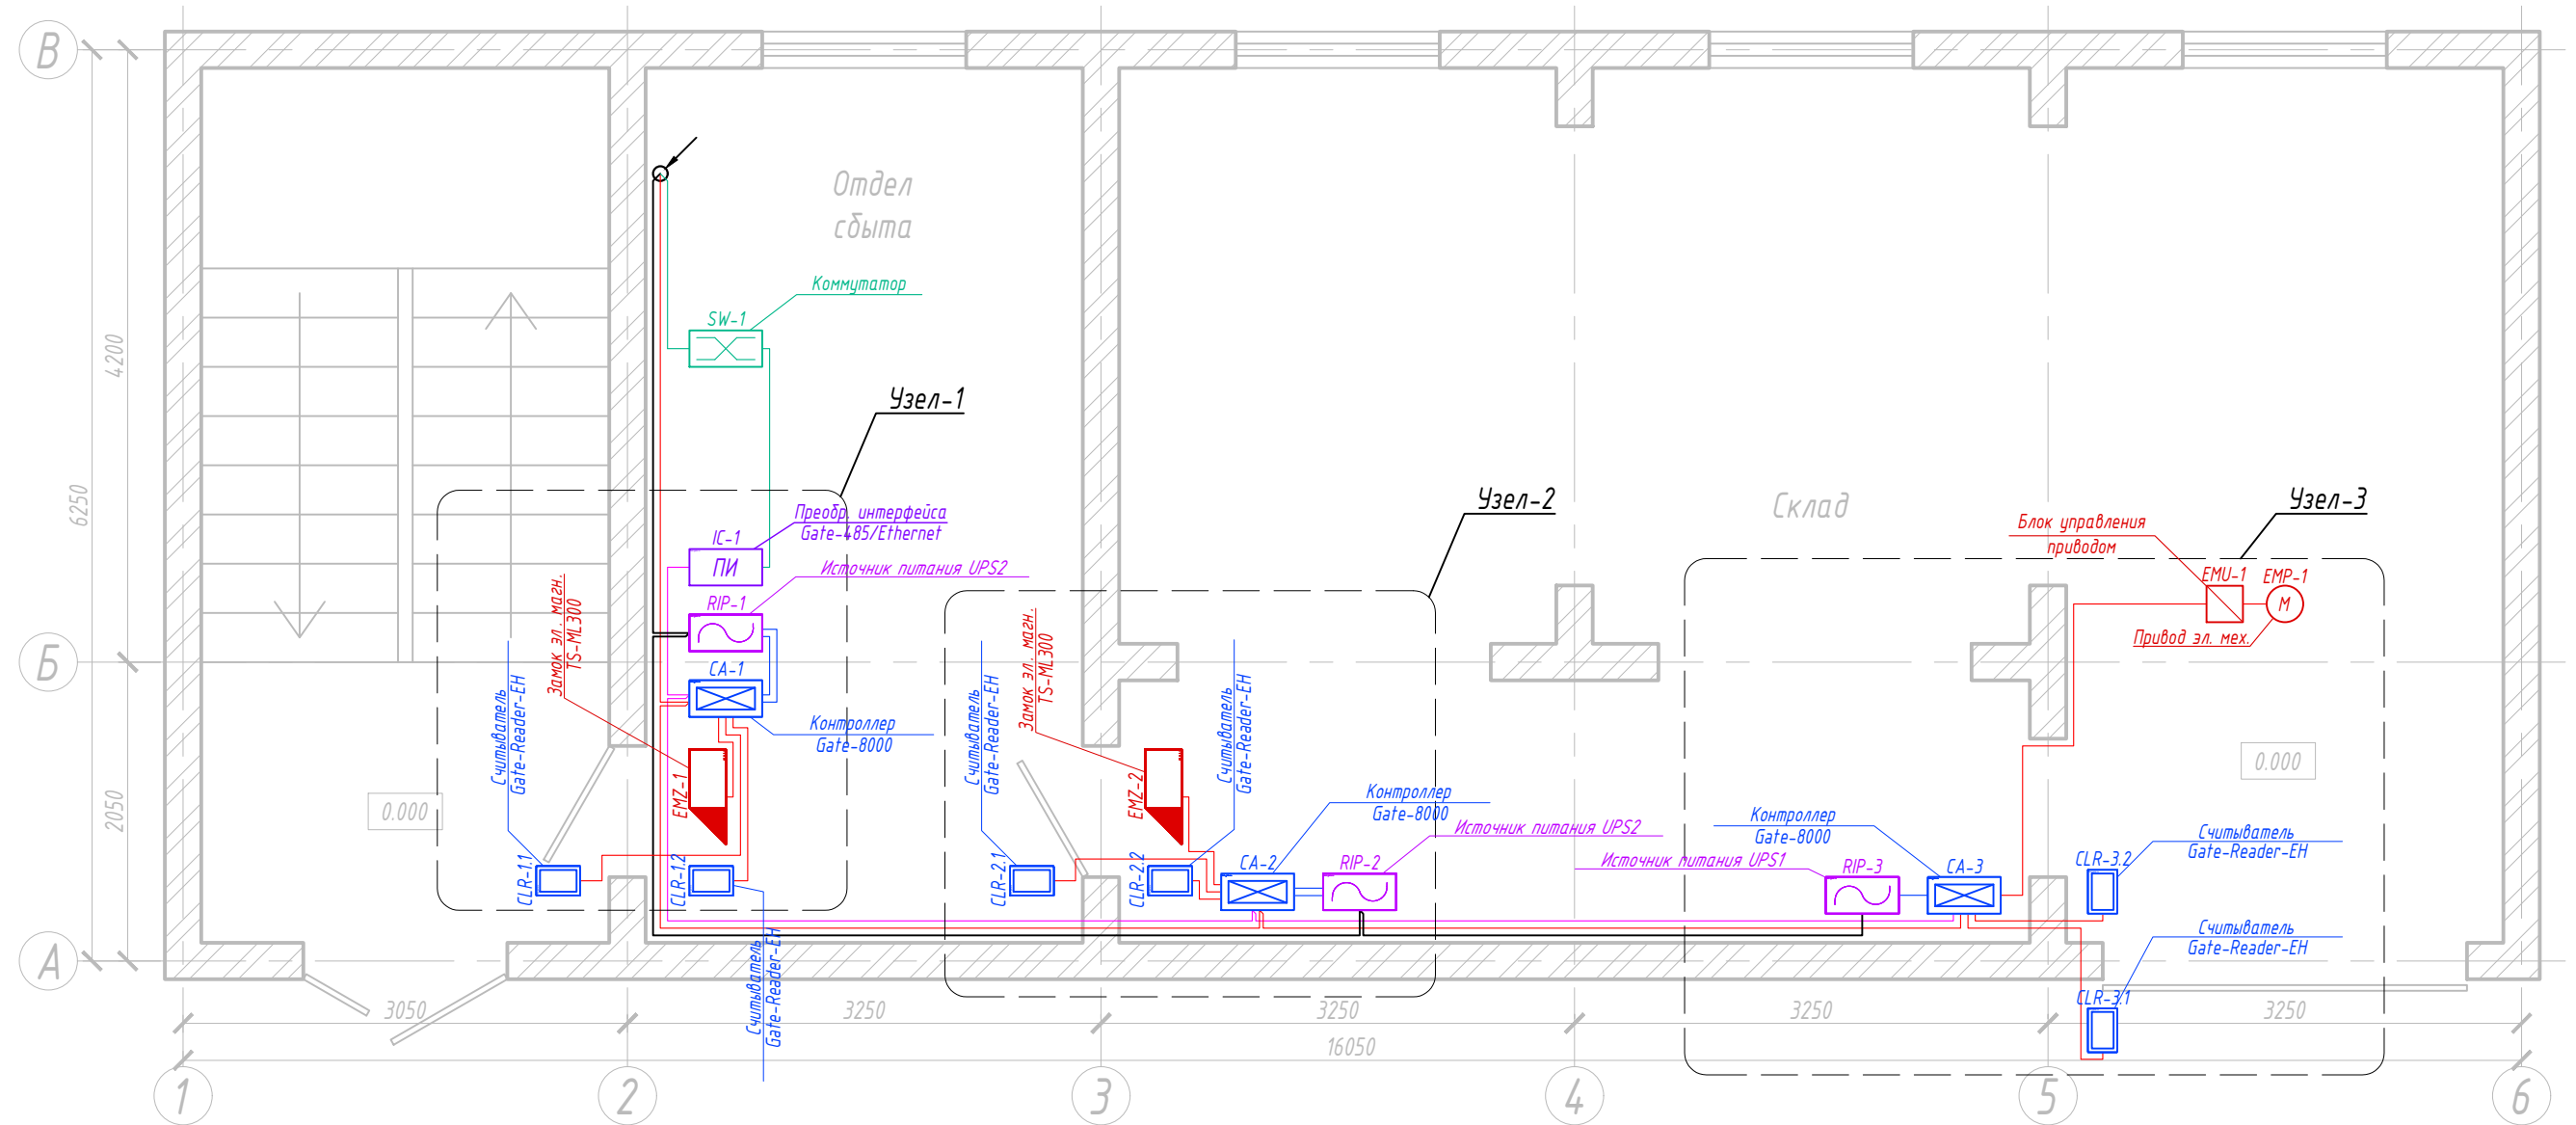 В
Отдел
сбыта
Коммутатор
SW-1
4200
6250
Узел-1
Узел-2
Склад
Узел-3
Преобр. интерфейса
Gate-485/Ethernet
IC-1
ПИ
Источник питания UPS2
RIP-1
Блок управления
приводом
EMU-1
EMP-1
М
Привод эл. мех.
Замок эл. магн.
TS-ML300
Замок эл. магн.
TS-ML300
Б
CA-1
Считыватель
Gate-Reader-EH
Контроллер
Gate-8000
Считыватель
Gate-Reader-EH
Считыватель
Gate-Reader-EH
0.000
2050
0.000
EMZ-1
EMZ-2
Контроллер
Gate-8000
Источник питания UPS2
Контроллер
Gate-8000
Источник питания UPS1
Считыватель
Gate-Reader-EH
CLR-1.1
CLR-1.2
CLR-2.1
CLR-2.2
CA-2
RIP-2
RIP-3
CA-3
CLR-3.2
Считыватель
Gate-Reader-EH
Считыватель
Gate-Reader-EH
А
CLR-3.1
3050
3250
3250
3250
3250
16050
1
2
3
4
5
6